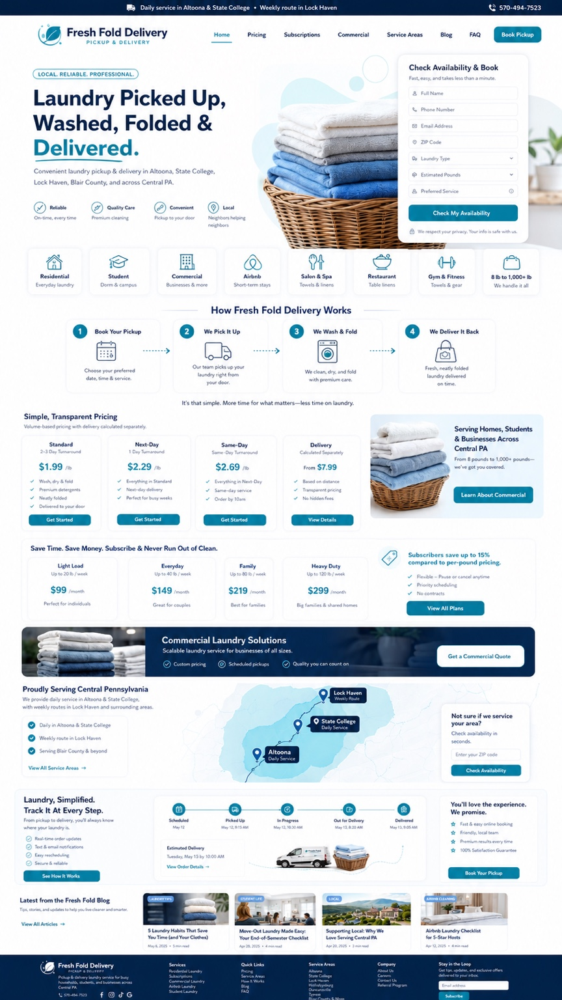 Daily service in Altoona & State College • Weekly route in Lock Haven
570-494-7523
Fresh Fold Delivery
PICKUP & DELIVERY
Home
Pricing
Subscriptions
Commercial
Service Areas
Blog
FAQ
Book Pickup
LOCAL. RELIABLE. PROFESSIONAL.
Laundry Picked Up,
Washed, Folded &
Delivered.
Convenient laundry pickup & delivery in Altoona, State College,
Lock Haven, Blair County, and across Central PA.
Reliable
On-time, every time
Quality Care
Premium cleaning
Convenient
Pickup to your door
Local
Neighbors helping
neighbors
Check Availability & Book
Fast, easy, and takes less than a minute.
Full Name
Phone Number
Email Address
ZIP Code
Laundry Type
Estimated Pounds
Preferred Service
Check My Availability
We respect your privacy. Your info is safe with us.
Residential
Everyday laundry
Student
Dorm & campus
Commercial
Businesses & more
Airbnb
Short-term stays
Salon & Spa
Towels & linens
Restaurant
Table linens
Gym & Fitness
Towels & gear
8 lb to 1,000+ lb
We handle it all
How Fresh Fold Delivery Works
1
Book Your Pickup
Choose your preferred
date, time & service.
2
We Pick It Up
Our team picks up your
laundry right from
your door.
3
We Wash & Fold
We clean, dry, and fold
with premium care.
4
We Deliver It Back
Fresh, neatly folded
laundry delivered
on time.
It's that simple. More time for what matters—less time on laundry.
Simple, Transparent Pricing
Volume-based pricing with delivery calculated separately.
Standard
2–3 Day Turnaround
$1.99 /lb
Wash, dry & fold
Premium detergents
Neatly folded
Delivered to your door
Get Started
Next-Day
1 Day Turnaround
$2.29 /lb
Everything in Standard
Next-day delivery
Perfect for busy weeks
Get Started
Same-Day
Same-Day Turnaround
$2.69 /lb
Everything in Next-Day
Same-day service
Order by 10am
Get Started
Delivery
Calculated Separately
From $7.99
Based on distance
Transparent pricing
No hidden fees
View Details
Serving Homes, Students
& Businesses Across
Central PA
From 8 pounds to 1,000+ pounds—
we've got you covered.
Learn About Commercial
Save Time. Save Money. Subscribe & Never Run Out of Clean.
Light Load
Up to 20 lb / week
$99 /month
Perfect for individuals
Everyday
Up to 40 lb / week
$149 /month
Great for couples
Family
Up to 80 lb / week
$219 /month
Best for families
Heavy Duty
Up to 120 lb / week
$299 /month
Big families & shared homes
Subscribers save up to 15%
compared to per-pound pricing.
Flexible – Pause or cancel anytime
Priority scheduling
No contracts
View All Plans
Commercial Laundry Solutions
Scalable laundry service for businesses of all sizes.
Custom pricing
Scheduled pickups
Quality you can count on
Get a Commercial Quote
Proudly Serving Central Pennsylvania
We provide daily service in Altoona & State College,
with weekly routes in Lock Haven and surrounding areas.
Daily in Altoona & State College
Weekly route in Lock Haven
Serving Blair County & beyond
View All Service Areas →
Lock Haven
Weekly Route
State College
Daily Service
Altoona
Daily Service
Not sure if we service
your area?
Check availability in
seconds.
Enter your ZIP code
Check Availability
Laundry, Simplified.
Track It At Every Step.
From pickup to delivery, you'll always know
where your laundry is.
Real-time order updates
Text & email notifications
Easy rescheduling
Secure & reliable
See How It Works
Scheduled
May 12
Picked Up
May 12, 9:15 AM
In Progress
May 12, 10:30 AM
Out for Delivery
May 13, 8:20 AM
Delivered
May 13, 9:05 AM
Estimated Delivery
Tuesday, May 15 by 10:00 AM
View Order Details →
Fresh Fold
You'll love the experience.
We promise.
Fast & easy online booking
Friendly, local team
Premium results every time
100% Satisfaction Guarantee
Book Your Pickup
Latest from the Fresh Fold Blog
Tips, stories, and updates to help you live cleaner and smarter.
View All Articles →
LAUNDRY TIPS
5 Laundry Habits That Save
You Time (and Your Clothes)
May 6, 2025 • 5 min read
STUDENT LIFE
Move-Out Laundry Made Easy:
Your End-of-Semester Checklist
Apr 28, 2025 • 4 min read
LOCAL
Supporting Local: Why We
Love Serving Central PA
Apr 20, 2025 • 3 min read
AIRBNB CLEANING
Airbnb Laundry Checklist
for 5-Star Hosts
Apr 12, 2025 • 4 min read
Fresh Fold Delivery
PICKUP & DELIVERY
Pickup & delivery laundry service for busy
households, students, and businesses across
Central PA.
570-494-7523
Services
Residential Laundry
Subscriptions
Commercial Laundry
Airbnb Laundry
Student Laundry
Quick Links
Pricing
Service Areas
How It Works
Blog
FAQ
Service Areas
Altoona
State College
Lock Haven
Hollidaysburg
Duncansville
Tyrone
Blair County & More
Company
About Us
Careers
Contact Us
Referral Program
Stay in the Loop
Get tips, updates, and exclusive offers
delivered to your inbox.
Email address
Subscribe